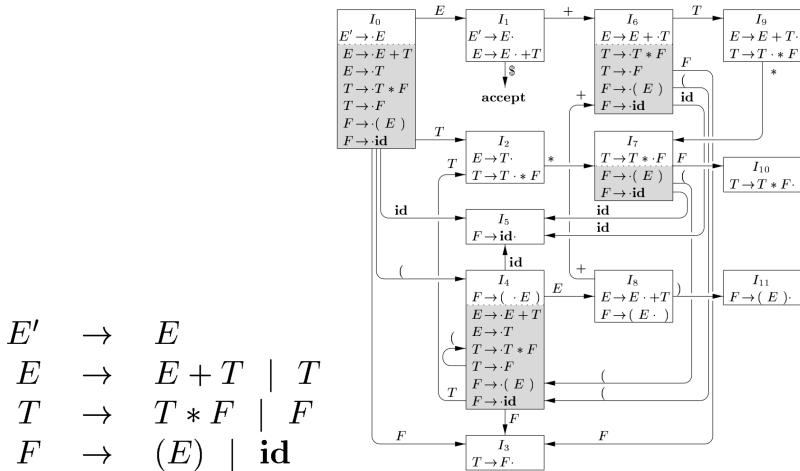 E′ → E
E → E + T | T
T → T ∗ F | F
F → (E) | id
I₀
E′ → ·E
E → ·E + T
E → ·T
T → ·T ∗ F
T → ·F
F → ·( E )
F → ·id
E
I₁
E′ → E·
E → E · +T
$
accept
+
I₆
E → E + ·T
T → ·T ∗ F
T → ·F
F → ·( E )
F → ·id
T
F
(
id
I₉
E → E + T·
T → T · ∗ F
∗
T
I₂
E → T·
T → T · ∗ F
T
∗
+
I₇
T → T ∗ ·F
F → ·( E )
F → ·id
F
(
I₁₀
T → T ∗ F·
id
I₅
F → id·
id
id
id
(
I₄
F → ( · E )
E → ·E + T
E → ·T
T → ·T ∗ F
T → ·F
F → ·( E )
F → ·id
(
T
E
+
I₈
E → E · +T
F → ( E · )
)
I₁₁
F → ( E )·
(
(
F
F
I₃
T → F·
F